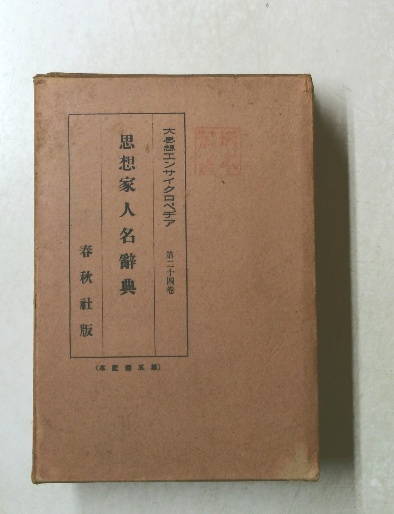 大思想エンサイクロペヂア 第二十四巻
思想家人名辭典
春秋社版